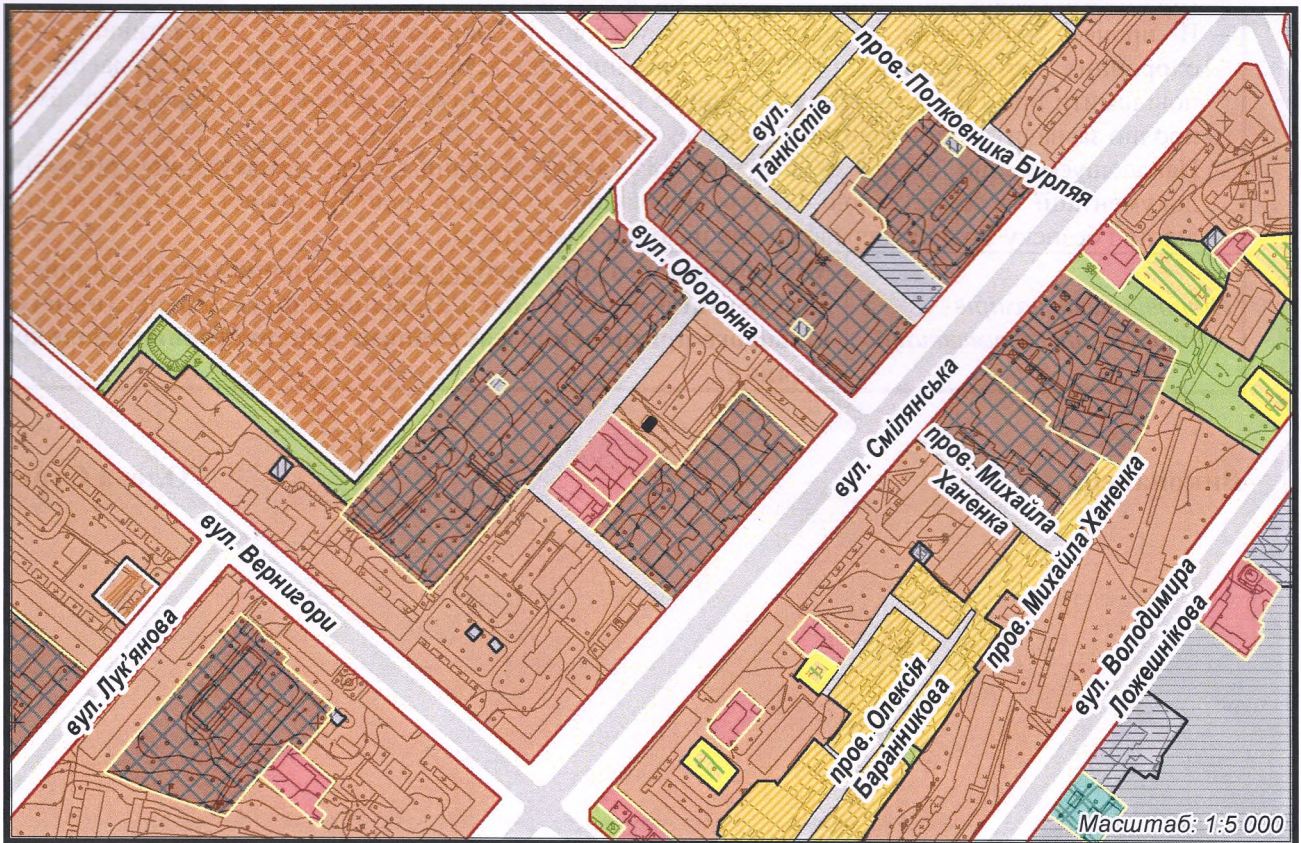 пров. Полковника Бурляя
вул.
Танкістів
вул. Оборонна
вул. Смілянська
пров. Михайла
Ханенка
пров. Михайла Ханенка
вул. Вернигори
вул. Лук'янова
пров. Олексія
Баранникова
вул. Володимира
Ложешнікова
Масштаб: 1:5 000